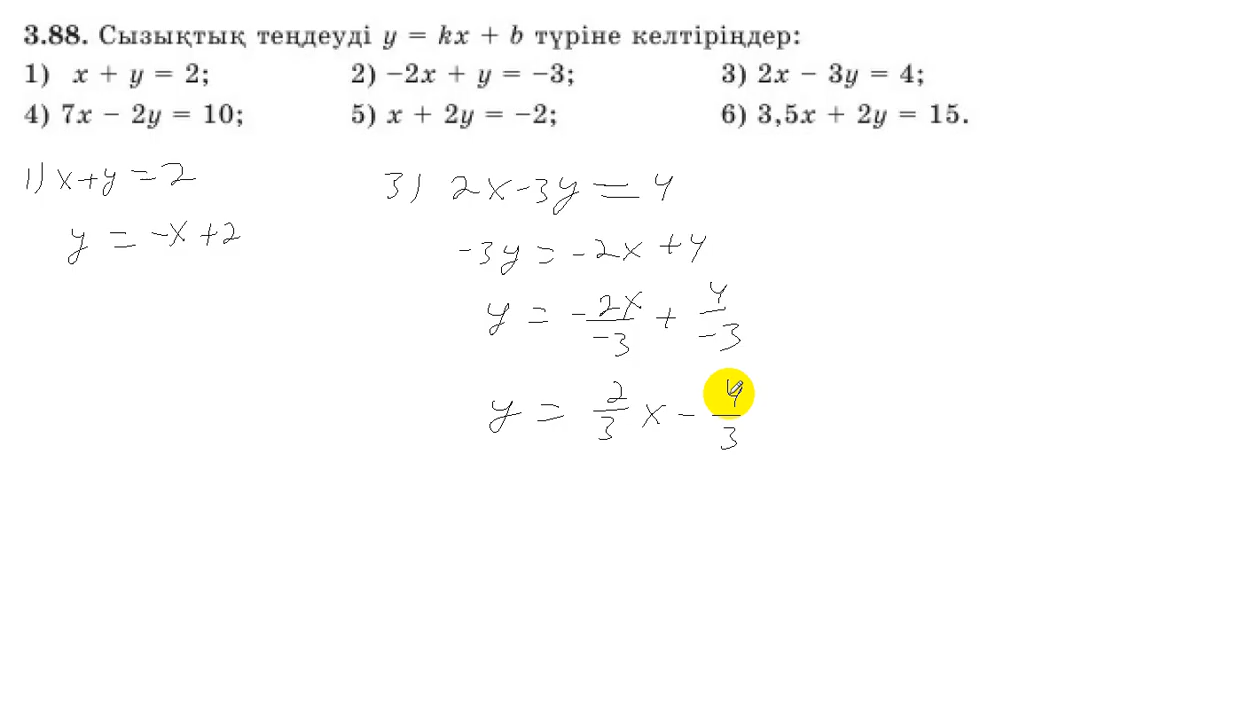 3.88. Сызықтық теңдеуді y = kx + b түріне келтіріңдер:
1) x + y = 2; 2) −2x + y = −3; 3) 2x − 3y = 4;
4) 7x − 2y = 10; 5) x + 2y = −2; 6) 3,5x + 2y = 15.
1) x+y=2
y = -x+2
3) 2x-3y=4
-3y=-2x+4
y = -2x/-3 + 4/-3
y = 2/3 x - 4/3